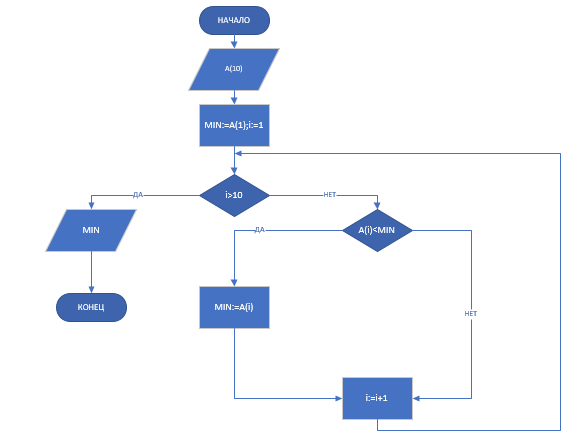 НАЧАЛО
A(10)
MIN:=A(1);i:=1
i>10
ДА
НЕТ
MIN
A(i)<MIN
ДА
НЕТ
КОНЕЦ
MIN:=A(i)
i:=i+1